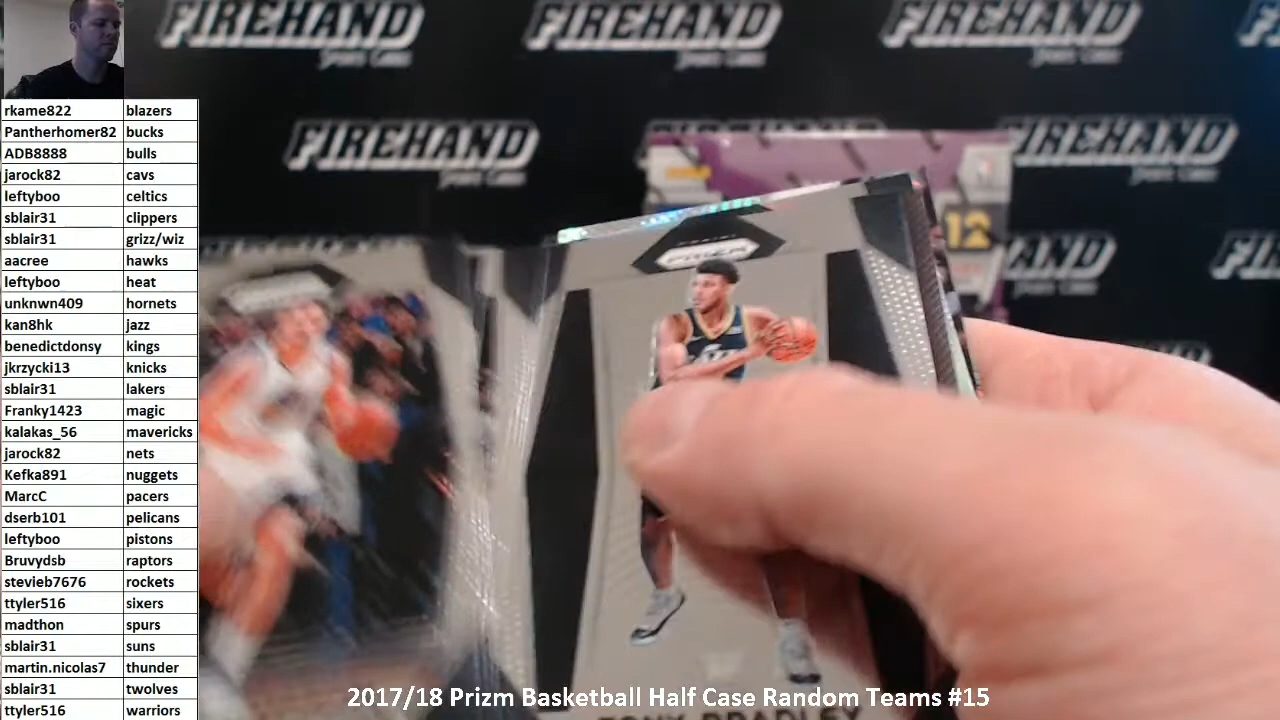 FIREHAND FIREHAND FIREHAND
FIREHAND FIREHAND
FIREHAND
12
rkame822 blazers
Pantherhomer82 bucks
ADB8888 bulls
jarock82 cavs
leftyboo celtics
sblair31 clippers
sblair31 grizz/wiz
aacree hawks
leftyboo heat
unknwn409 hornets
kan8hk jazz
benedictdonsy kings
jkrzycki13 knicks
sblair31 lakers
Franky1423 magic
kalakas_56 mavericks
jarock82 nets
Kefka891 nuggets
MarcC pacers
dserb101 pelicans
leftyboo pistons
Bruvydsb raptors
stevieb7676 rockets
ttyler516 sixers
madthon spurs
sblair31 suns
martin.nicolas7 thunder
sblair31 twolves
ttyler516 warriors
TONY BRADLEY
2017/18 Prizm Basketball Half Case Random Teams #15